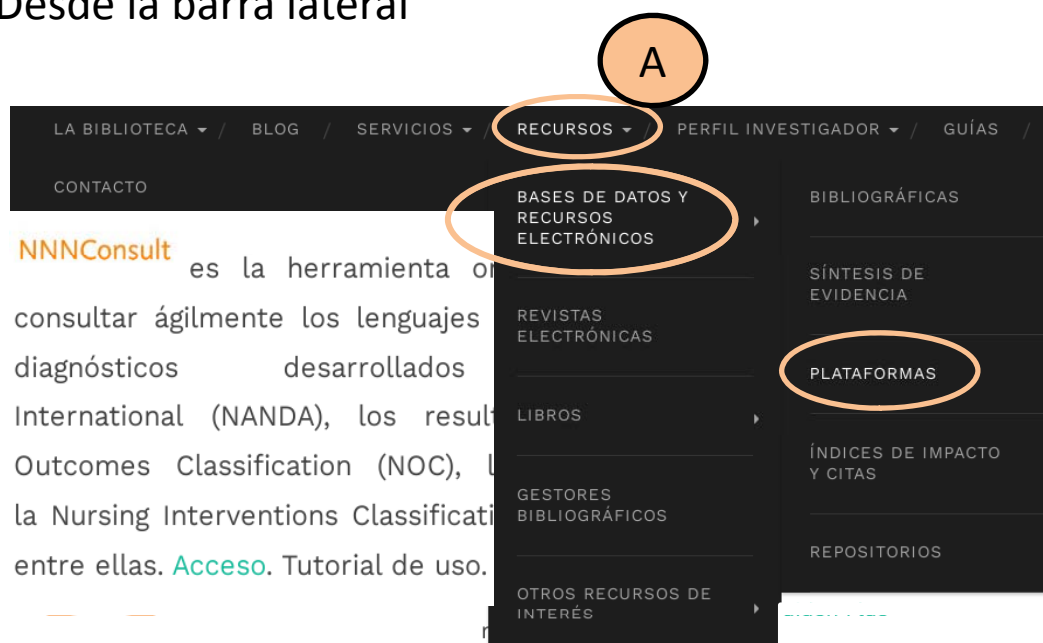 Desde la barra lateral
A
LA BIBLIOTECA / BLOG / SERVICIOS / RECURSOS / PERFIL INVESTIGADOR / GUÍAS /
CONTACTO
BASES DE DATOS Y
RECURSOS
ELECTRÓNICOS
REVISTAS
ELECTRÓNICAS
LIBROS
GESTORES
BIBLIOGRÁFICOS
OTROS RECURSOS DE
INTERÉS
BIBLIOGRÁFICAS
SÍNTESIS DE
EVIDENCIA
PLATAFORMAS
ÍNDICES DE IMPACTO
Y CITAS
REPOSITORIOS
NNNConsult es la herramienta
consultar ágilmente los lenguajes
diagnósticos desarrollados
International (NANDA), los
Outcomes Classification (NOC),
la Nursing Interventions
entre ellas. Acceso. Tutorial de uso.